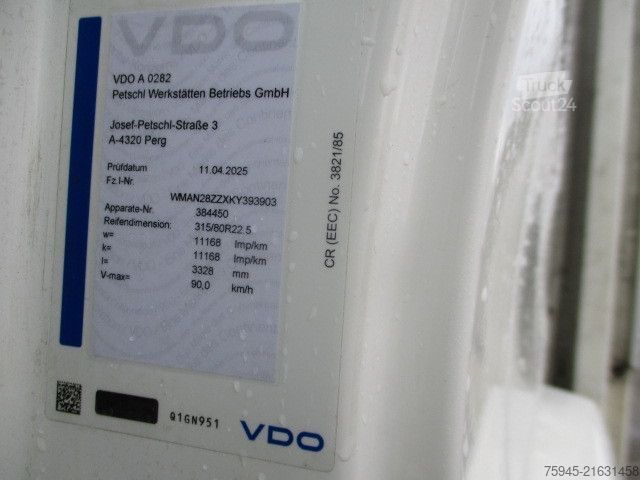 VDO
VDO A 0282
Petschl Werkstätten Betriebs GmbH
Josef-Petschl-Straße 3
A-4320 Perg
Prüfdatum 11.04.2025
Fz.I-Nr.
WMAN28ZZXKY393903
Apparate-Nr. 384450
Reifendimension: 315/80R22.5
w= 11168 Imp/km
k= 11168 Imp/km
l= 3328 mm
V-max= 90,0 km/h
CR (EEC) No. 3821/85
Q1GN951
VDO
Truck
Scout24
75945-21631458